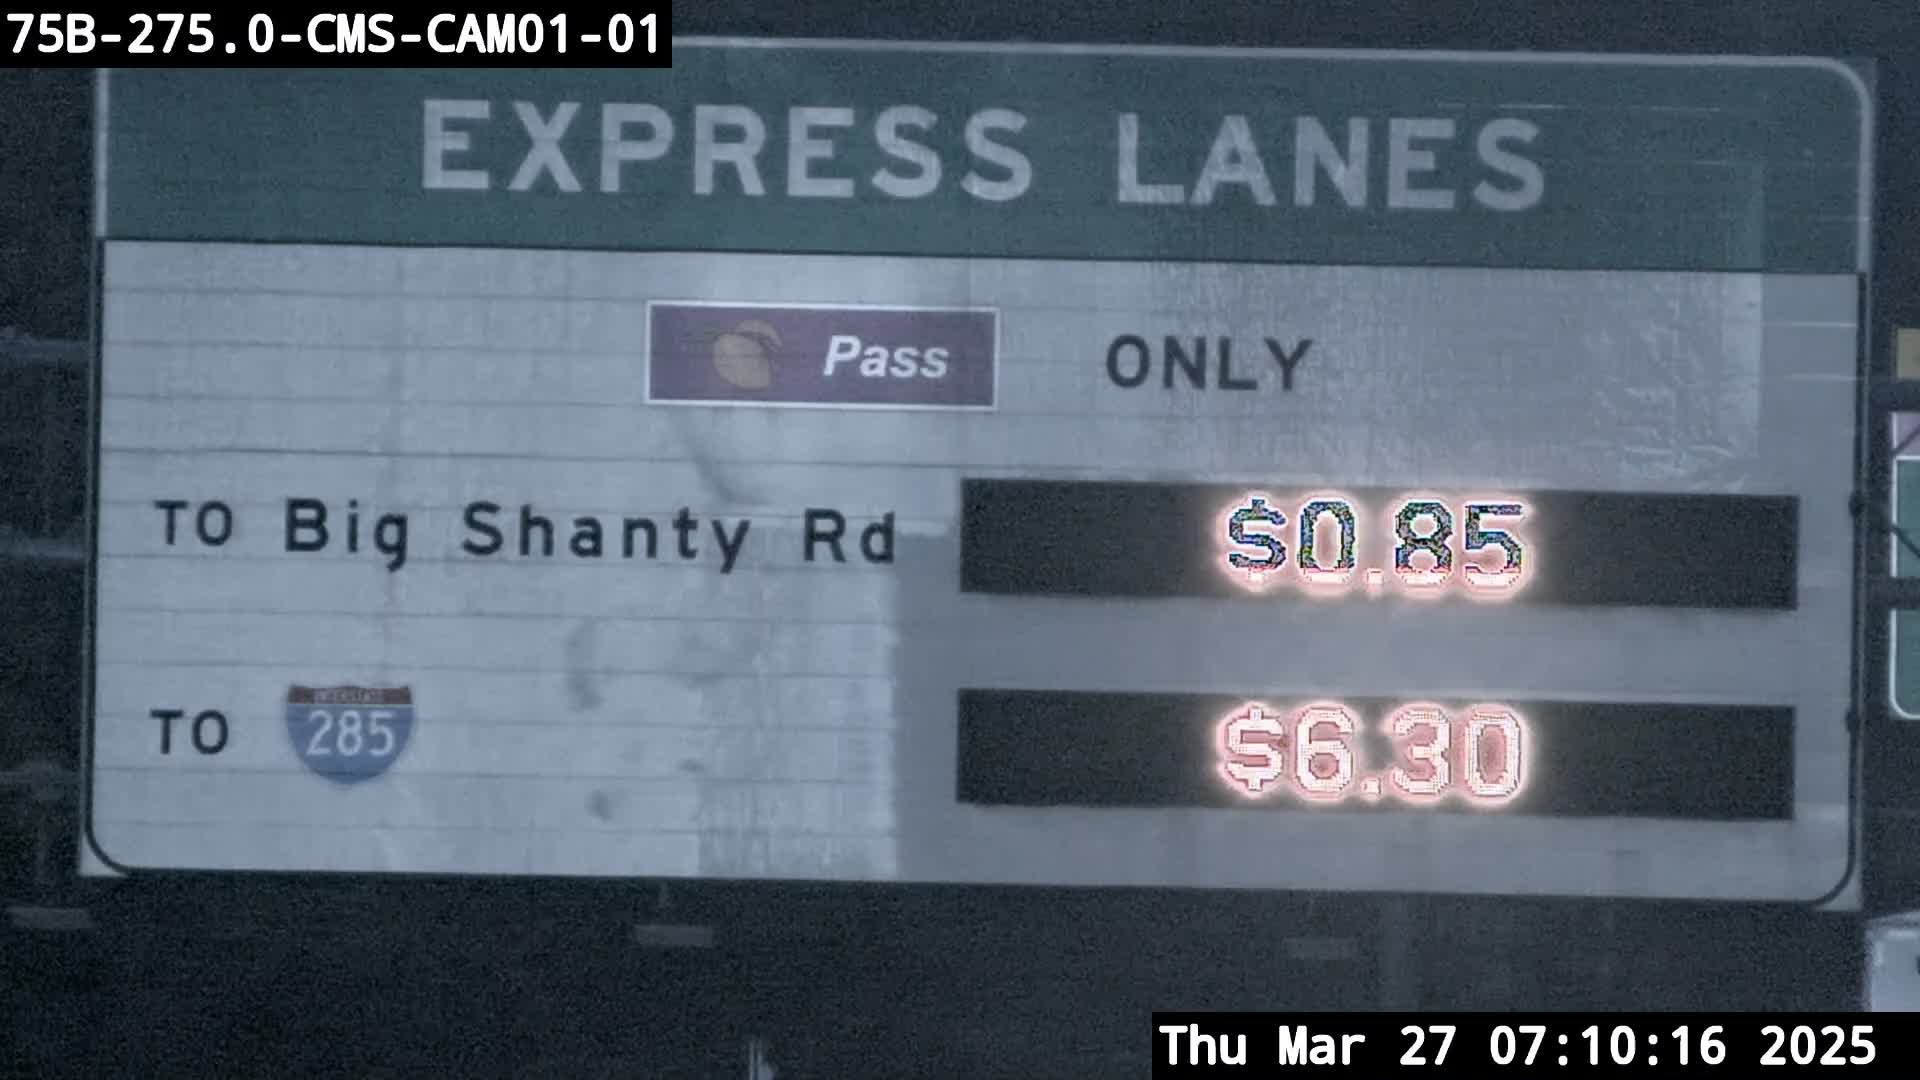 75B-275.0-CMS-CAM01-01
EXPRESS LANES
Pass ONLY
TO Big Shanty Rd $0.85
INTERSTATE
TO 285 $6.30
Thu Mar 27 07:10:16 2025